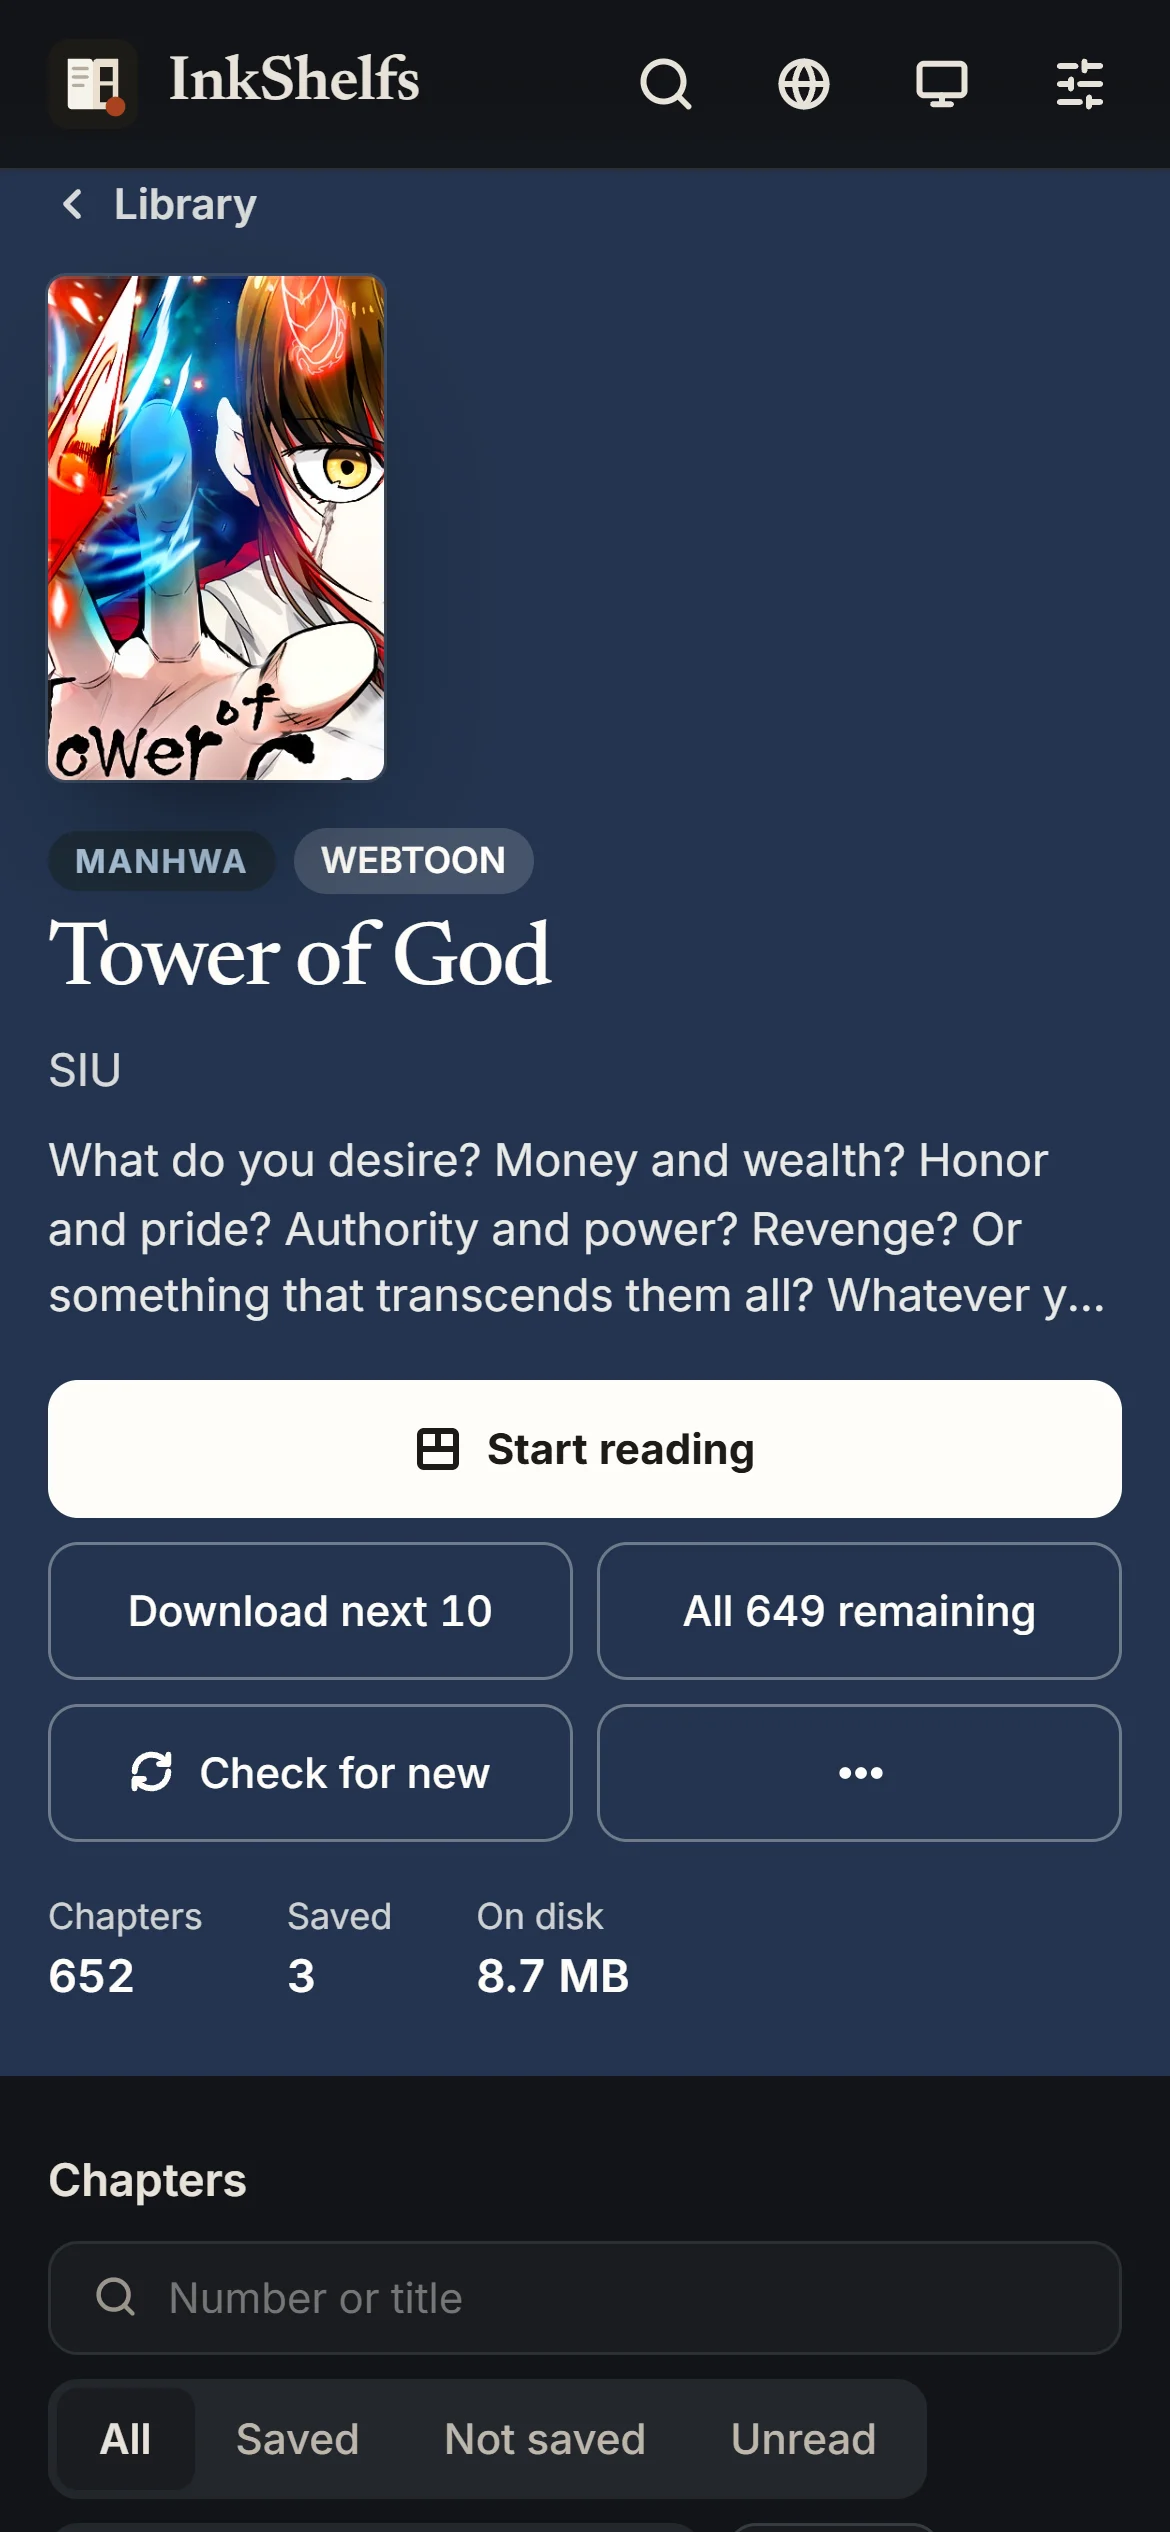 InkShelfs
Library
ower of
MANHWA
WEBTOON
Tower of God
SIU
What do you desire? Money and wealth? Honor
and pride? Authority and power? Revenge? Or
something that transcends them all? Whatever y...
Start reading
Download next 10
All 649 remaining
Check for new
•••
Chapters
Saved
On disk
652
3
8.7 MB
Chapters
Number or title
All
Saved
Not saved
Unread